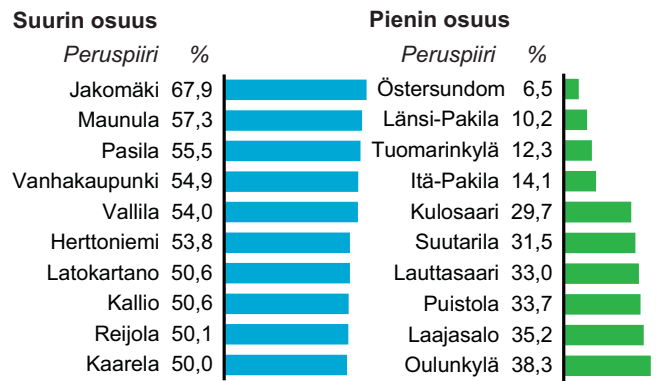 Suurin osuus
Peruspiiri %
Jakomäki 67,9
Maunula 57,3
Pasila 55,5
Vanhakaupunki 54,9
Vallila 54,0
Herttoniemi 53,8
Latokartano 50,6
Kallio 50,6
Reijola 50,1
Kaarela 50,0
Pienin osuus
Peruspiiri %
Östersundom 6,5
Länsi-Pakila 10,2
Tuomarinkylä 12,3
Itä-Pakila 14,1
Kulosaari 29,7
Suutarila 31,5
Lauttasaari 33,0
Puistola 33,7
Laajasalo 35,2
Oulunkylä 38,3